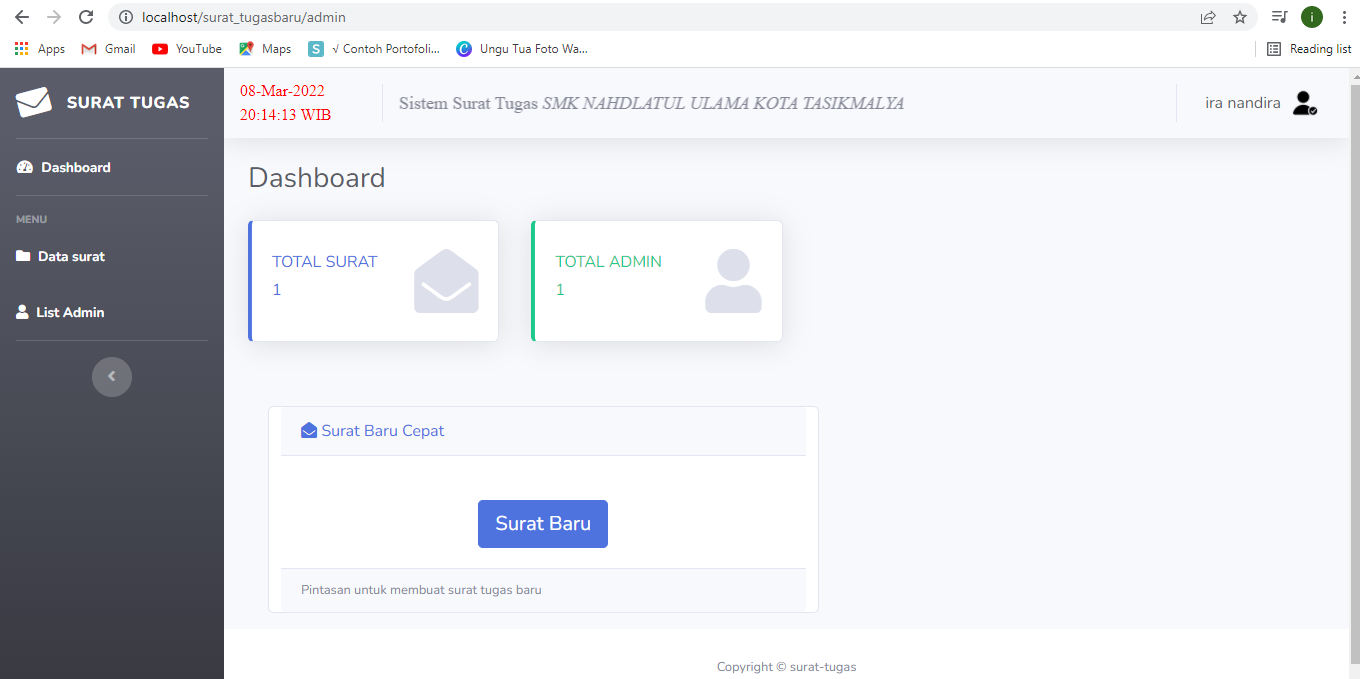 localhost/surat_tugasbaru/admin
i
Apps Gmail YouTube Maps S √ Contoh Portofoli... C Ungu Tua Foto Wa... Reading list
SURAT TUGAS
08-Mar-2022
20:14:13 WIB
Sistem Surat Tugas SMK NAHDLATUL ULAMA KOTA TASIKMALYA
ira nandira
Dashboard
MENU
Data surat
List Admin
Dashboard
TOTAL SURAT
1
TOTAL ADMIN
1
Surat Baru Cepat
Surat Baru
Pintasan untuk membuat surat tugas baru
Copyright © surat-tugas